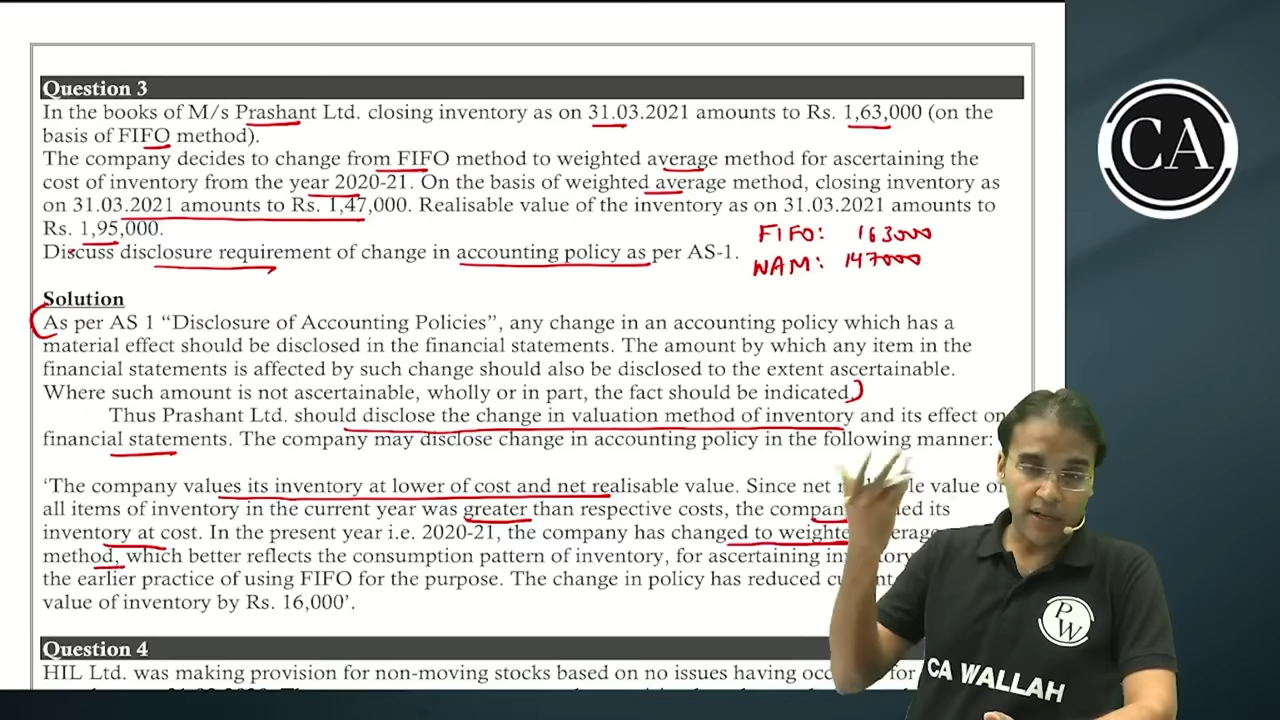 Question 3
In the books of M/s Prashant Ltd. closing inventory as on 31.03.2021 amounts to Rs. 1,63,000 (on the
basis of FIFO method).
The company decides to change from FIFO method to weighted average method for ascertaining the
cost of inventory from the year 2020-21. On the basis of weighted average method, closing inventory as
on 31.03.2021 amounts to Rs. 1,47,000. Realisable value of the inventory as on 31.03.2021 amounts to
Rs. 1,95,000.
FIFO: 163000
Discuss disclosure requirement of change in accounting policy as per AS-1.
WAM: 147000
Solution
As per AS 1 “Disclosure of Accounting Policies”, any change in an accounting policy which has a
material effect should be disclosed in the financial statements. The amount by which any item in the
financial statements is affected by such change should also be disclosed to the extent ascertainable.
Where such amount is not ascertainable, wholly or in part, the fact should be indicated.)
Thus Prashant Ltd. should disclose the change in valuation method of inventory and its effect on
financial statements. The company may disclose change in accounting policy in the following manner:
‘The company values its inventory at lower of cost and net realisable value. Since net value of
all items of inventory in the current year was greater than respective costs, the its
inventory at cost. In the present year i.e. 2020-21, the company has changed to
method, which better reflects the consumption pattern of inventory, for ascertaining
the earlier practice of using FIFO for the purpose. The change in policy has reduced
value of inventory by Rs. 16,000’.
Question 4
HIL Ltd. was making provision for non-moving stocks based on no issues having for
CA
PW
CA WALLAH